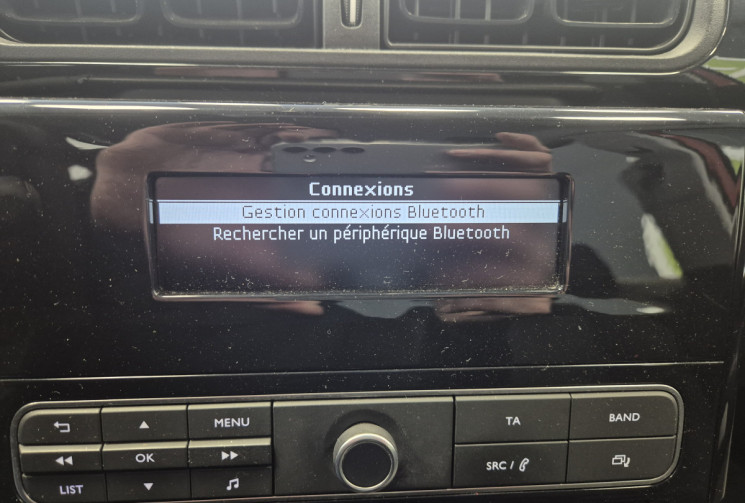 Connexions
Gestion connexions Bluetooth
Rechercher un périphérique Bluetooth
MENU
TA
BAND
OK
SRC /
LIST